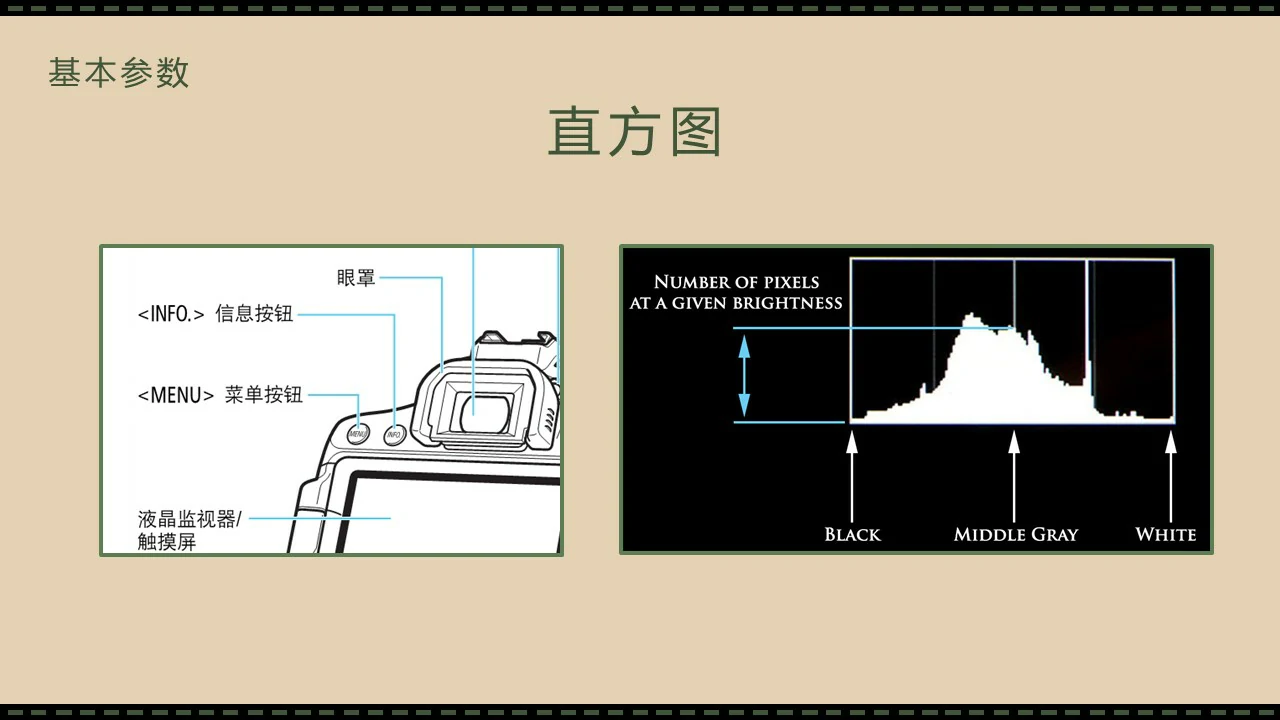 基本参数
直方图
眼罩
<INFO.> 信息按钮
<MENU> 菜单按钮
MENU
INFO
液晶监视器/
触摸屏
NUMBER OF PIXELS
AT A GIVEN BRIGHTNESS
BLACK
MIDDLE GRAY
WHITE